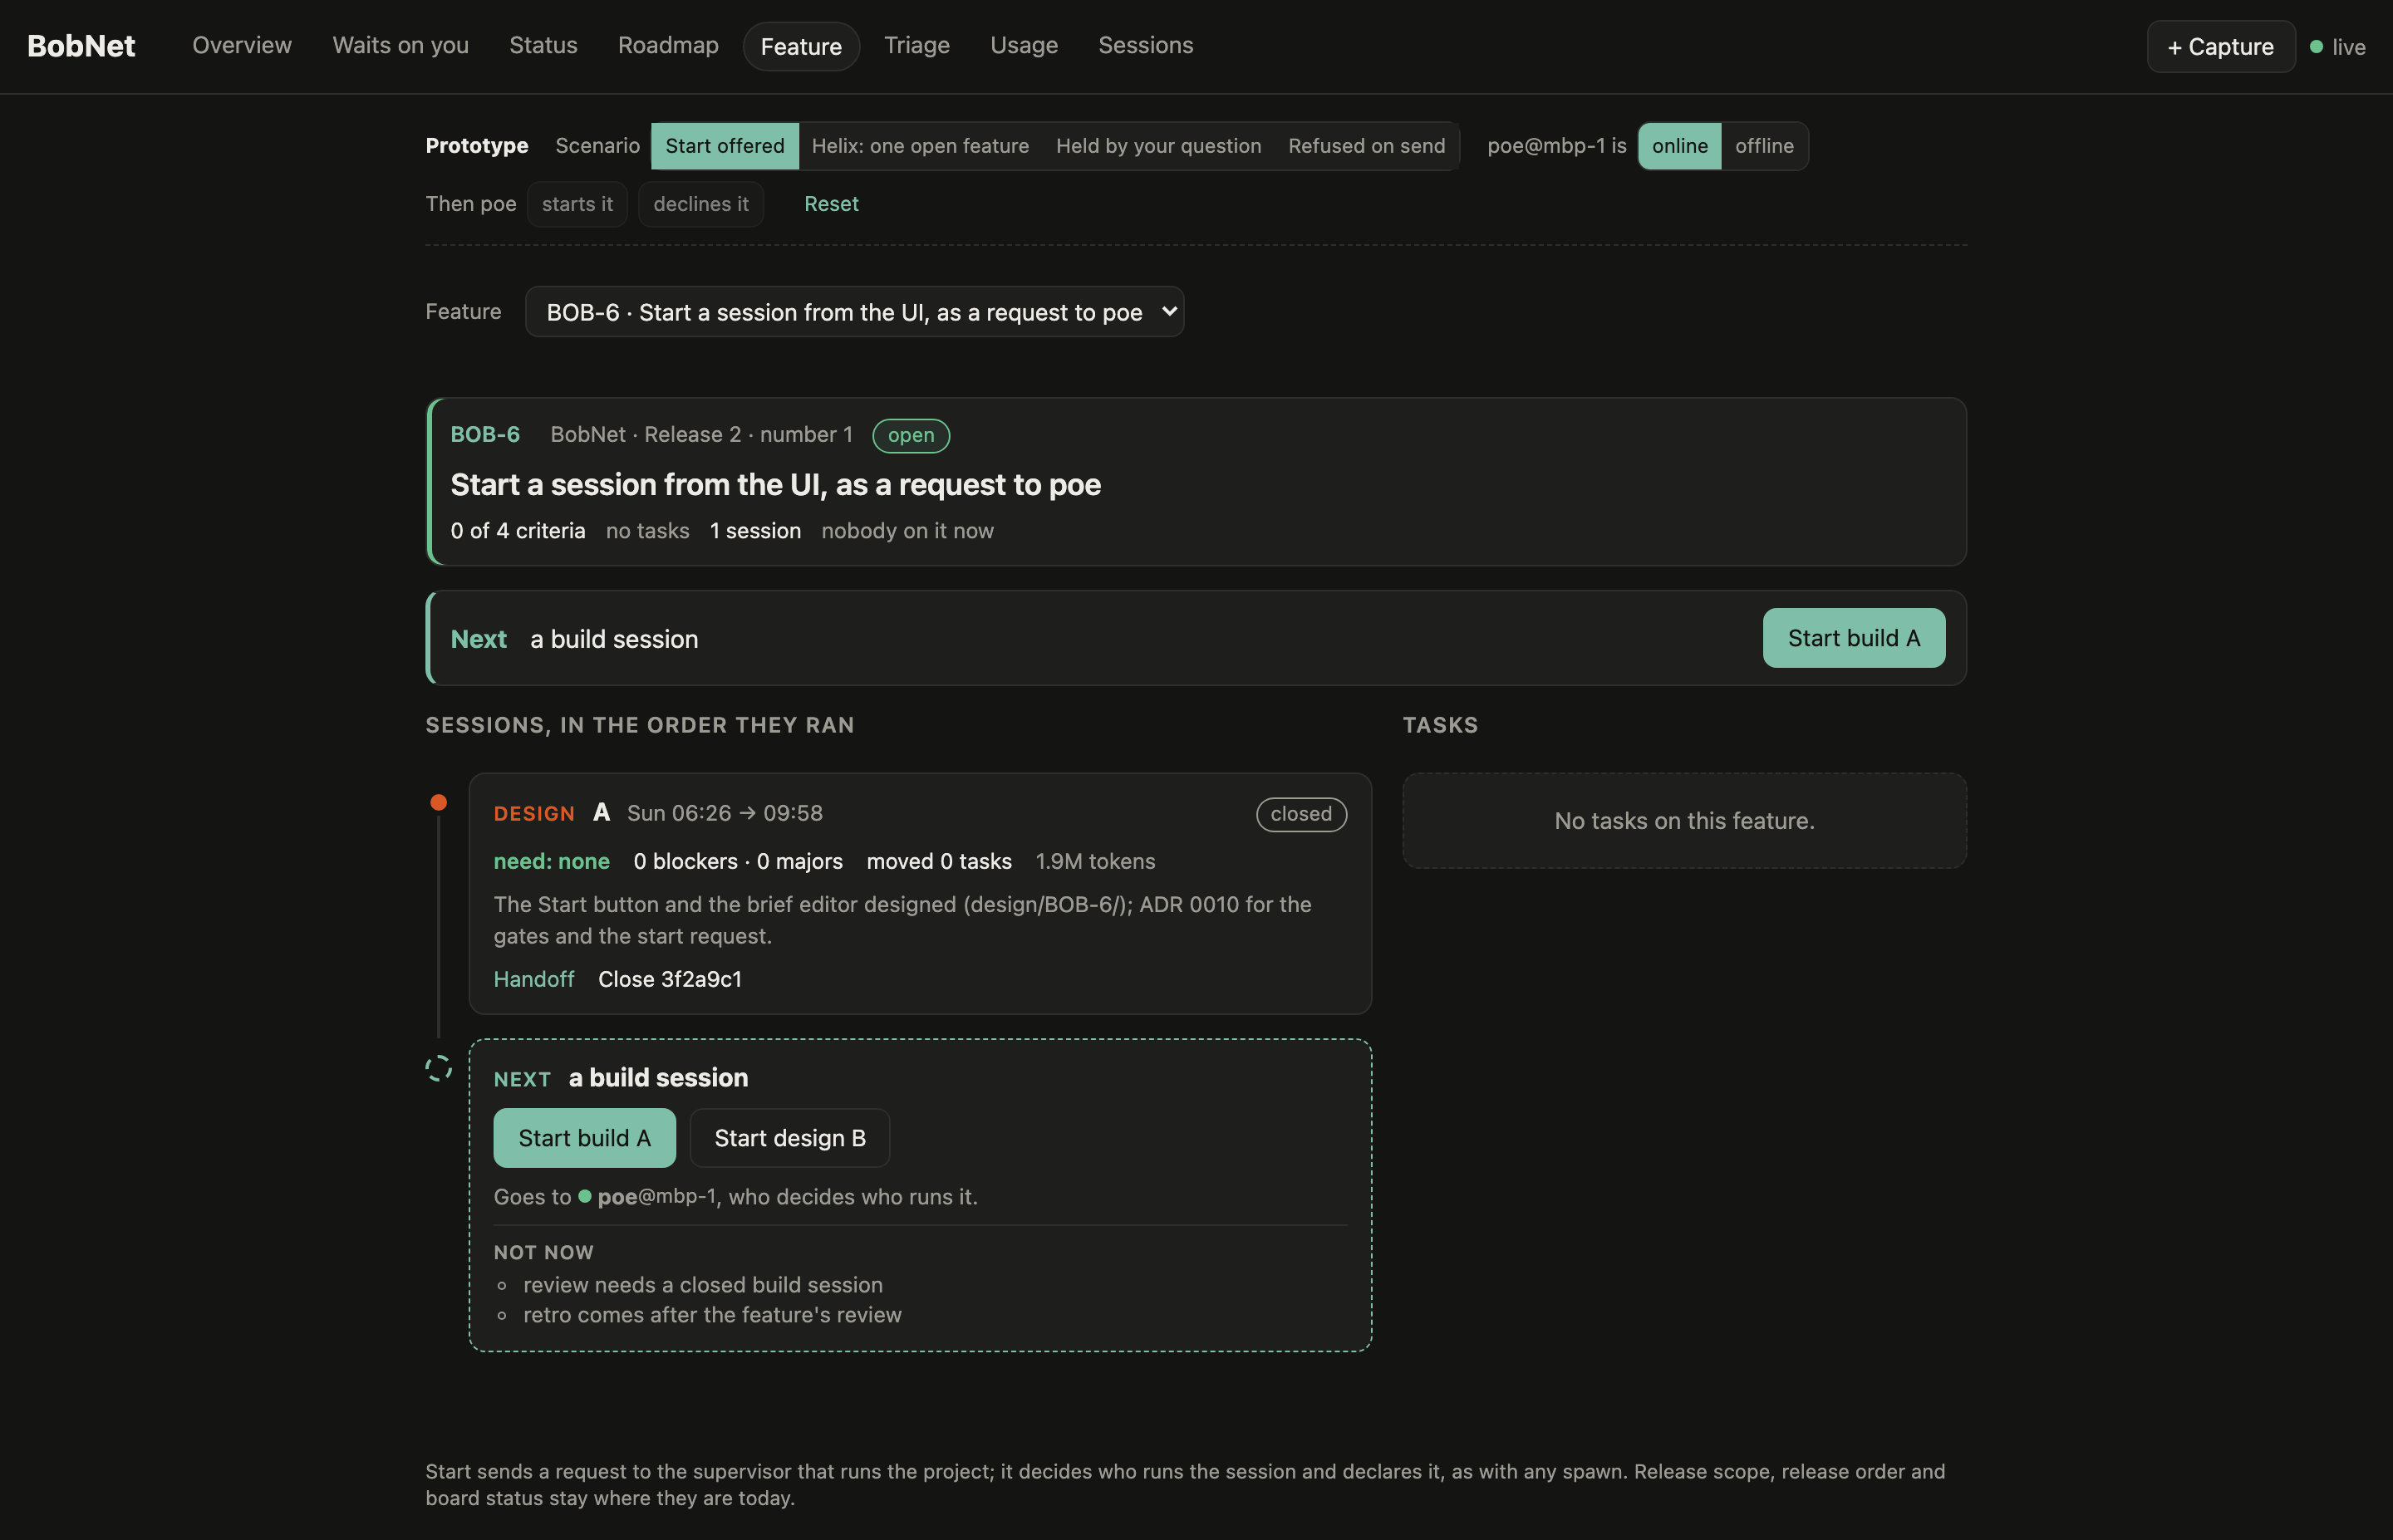 BobNet Overview Waits on you Status Roadmap Feature Triage Usage Sessions + Capture live
Prototype Scenario Start offered Helix: one open feature Held by your question Refused on send poe@mbp-1 is online offline
Then poe starts it declines it Reset
Feature BOB-6 · Start a session from the UI, as a request to poe
BOB-6 BobNet · Release 2 · number 1 open
Start a session from the UI, as a request to poe
0 of 4 criteria no tasks 1 session nobody on it now
Next a build session Start build A
SESSIONS, IN THE ORDER THEY RAN
DESIGN A Sun 06:26 → 09:58 closed
need: none 0 blockers · 0 majors moved 0 tasks 1.9M tokens
The Start button and the brief editor designed (design/BOB-6/); ADR 0010 for the
gates and the start request.
Handoff Close 3f2a9c1
NEXT a build session
Start build A Start design B
Goes to poe@mbp-1, who decides who runs it.
NOT NOW
review needs a closed build session
retro comes after the feature's review
TASKS
No tasks on this feature.
Start sends a request to the supervisor that runs the project; it decides who runs the session and declares it, as with any spawn. Release scope, release order and
board status stay where they are today.